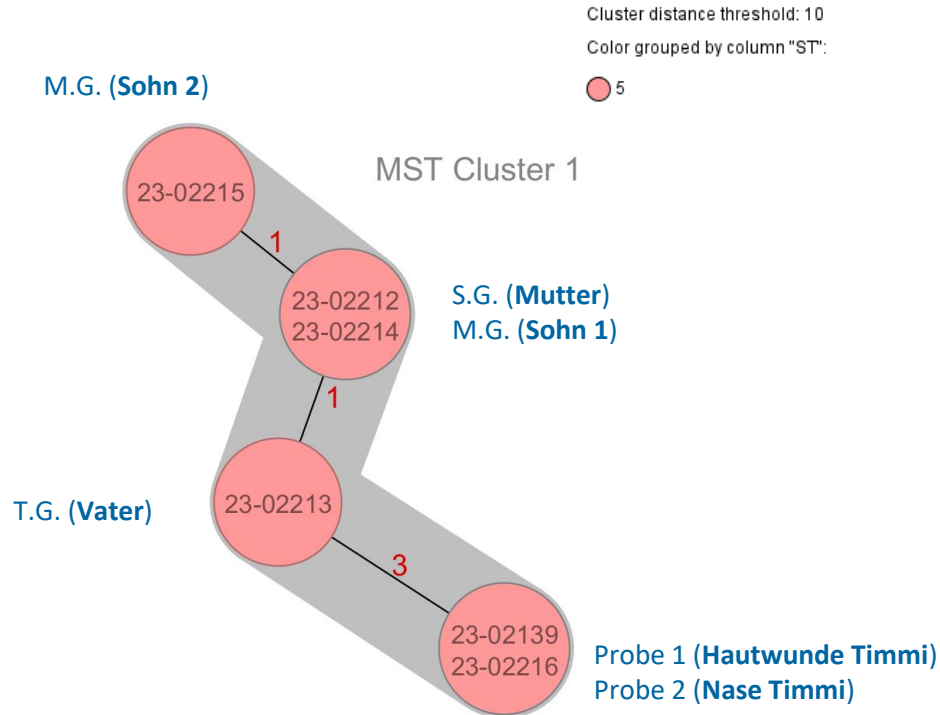 Cluster distance threshold: 10
Color grouped by column "ST":
5
M.G. (Sohn 2)
MST Cluster 1
23-02215
1
23-02212
23-02214
S.G. (Mutter)
M.G. (Sohn 1)
1
T.G. (Vater)
23-02213
3
23-02139
23-02216
Probe 1 (Hautwunde Timmi)
Probe 2 (Nase Timmi)